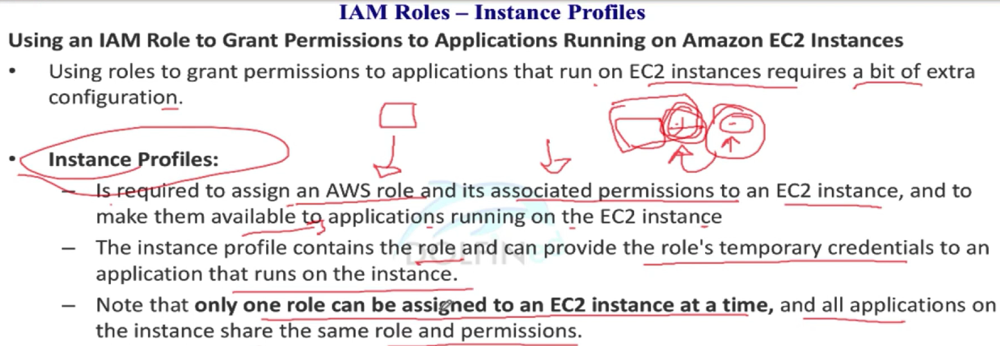 IAM Roles – Instance Profiles
Using an IAM Role to Grant Permissions to Applications Running on Amazon EC2 Instances
• Using roles to grant permissions to applications that run on EC2 instances requires a bit of extra
configuration.
• Instance Profiles:
– Is required to assign an AWS role and its associated permissions to an EC2 instance, and to
make them available to applications running on the EC2 instance
– The instance profile contains the role and can provide the role's temporary credentials to an
application that runs on the instance.
– Note that only one role can be assigned to an EC2 instance at a time, and all applications on
the instance share the same role and permissions.
DOLFINed